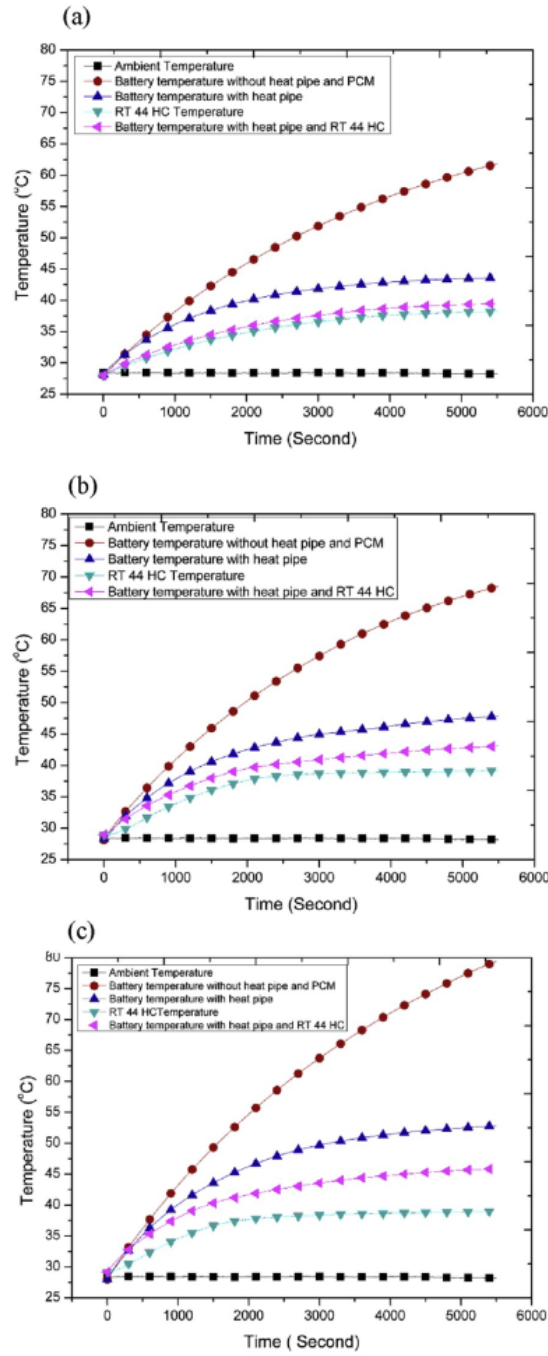 (a)
80
75
70
65
60
55
50
45
40
35
30
25
Temperature (°C)
Ambient Temperature
Battery temperature without heat pipe and PCM
Battery temperature with heat pipe
RT 44 HC Temperature
Battery temperature with heat pipe and RT 44 HC
0 1000 2000 3000 4000 5000 6000
Time (Second)
(b)
80
75
70
65
60
55
50
45
40
35
30
25
Temperature (°C)
Ambient Temperature
Battery temperature without heat pipe and PCM
Battery temperature with heat pipe
RT 44 HC Temperature
Battery temperature with heat pipe and RT 44 HC
0 1000 2000 3000 4000 5000 6000
Time (Second)
(c)
80
75
70
65
60
55
50
45
40
35
30
25
Temperature (°C)
Ambient Temperature
Battery temperature without heat pipe and PCM
Battery temperature with heat pipe
RT 44 HCTemperature
Battery temperature with heat pipe and RT 44 HC
0 1000 2000 3000 4000 5000 6000
Time ( Second)